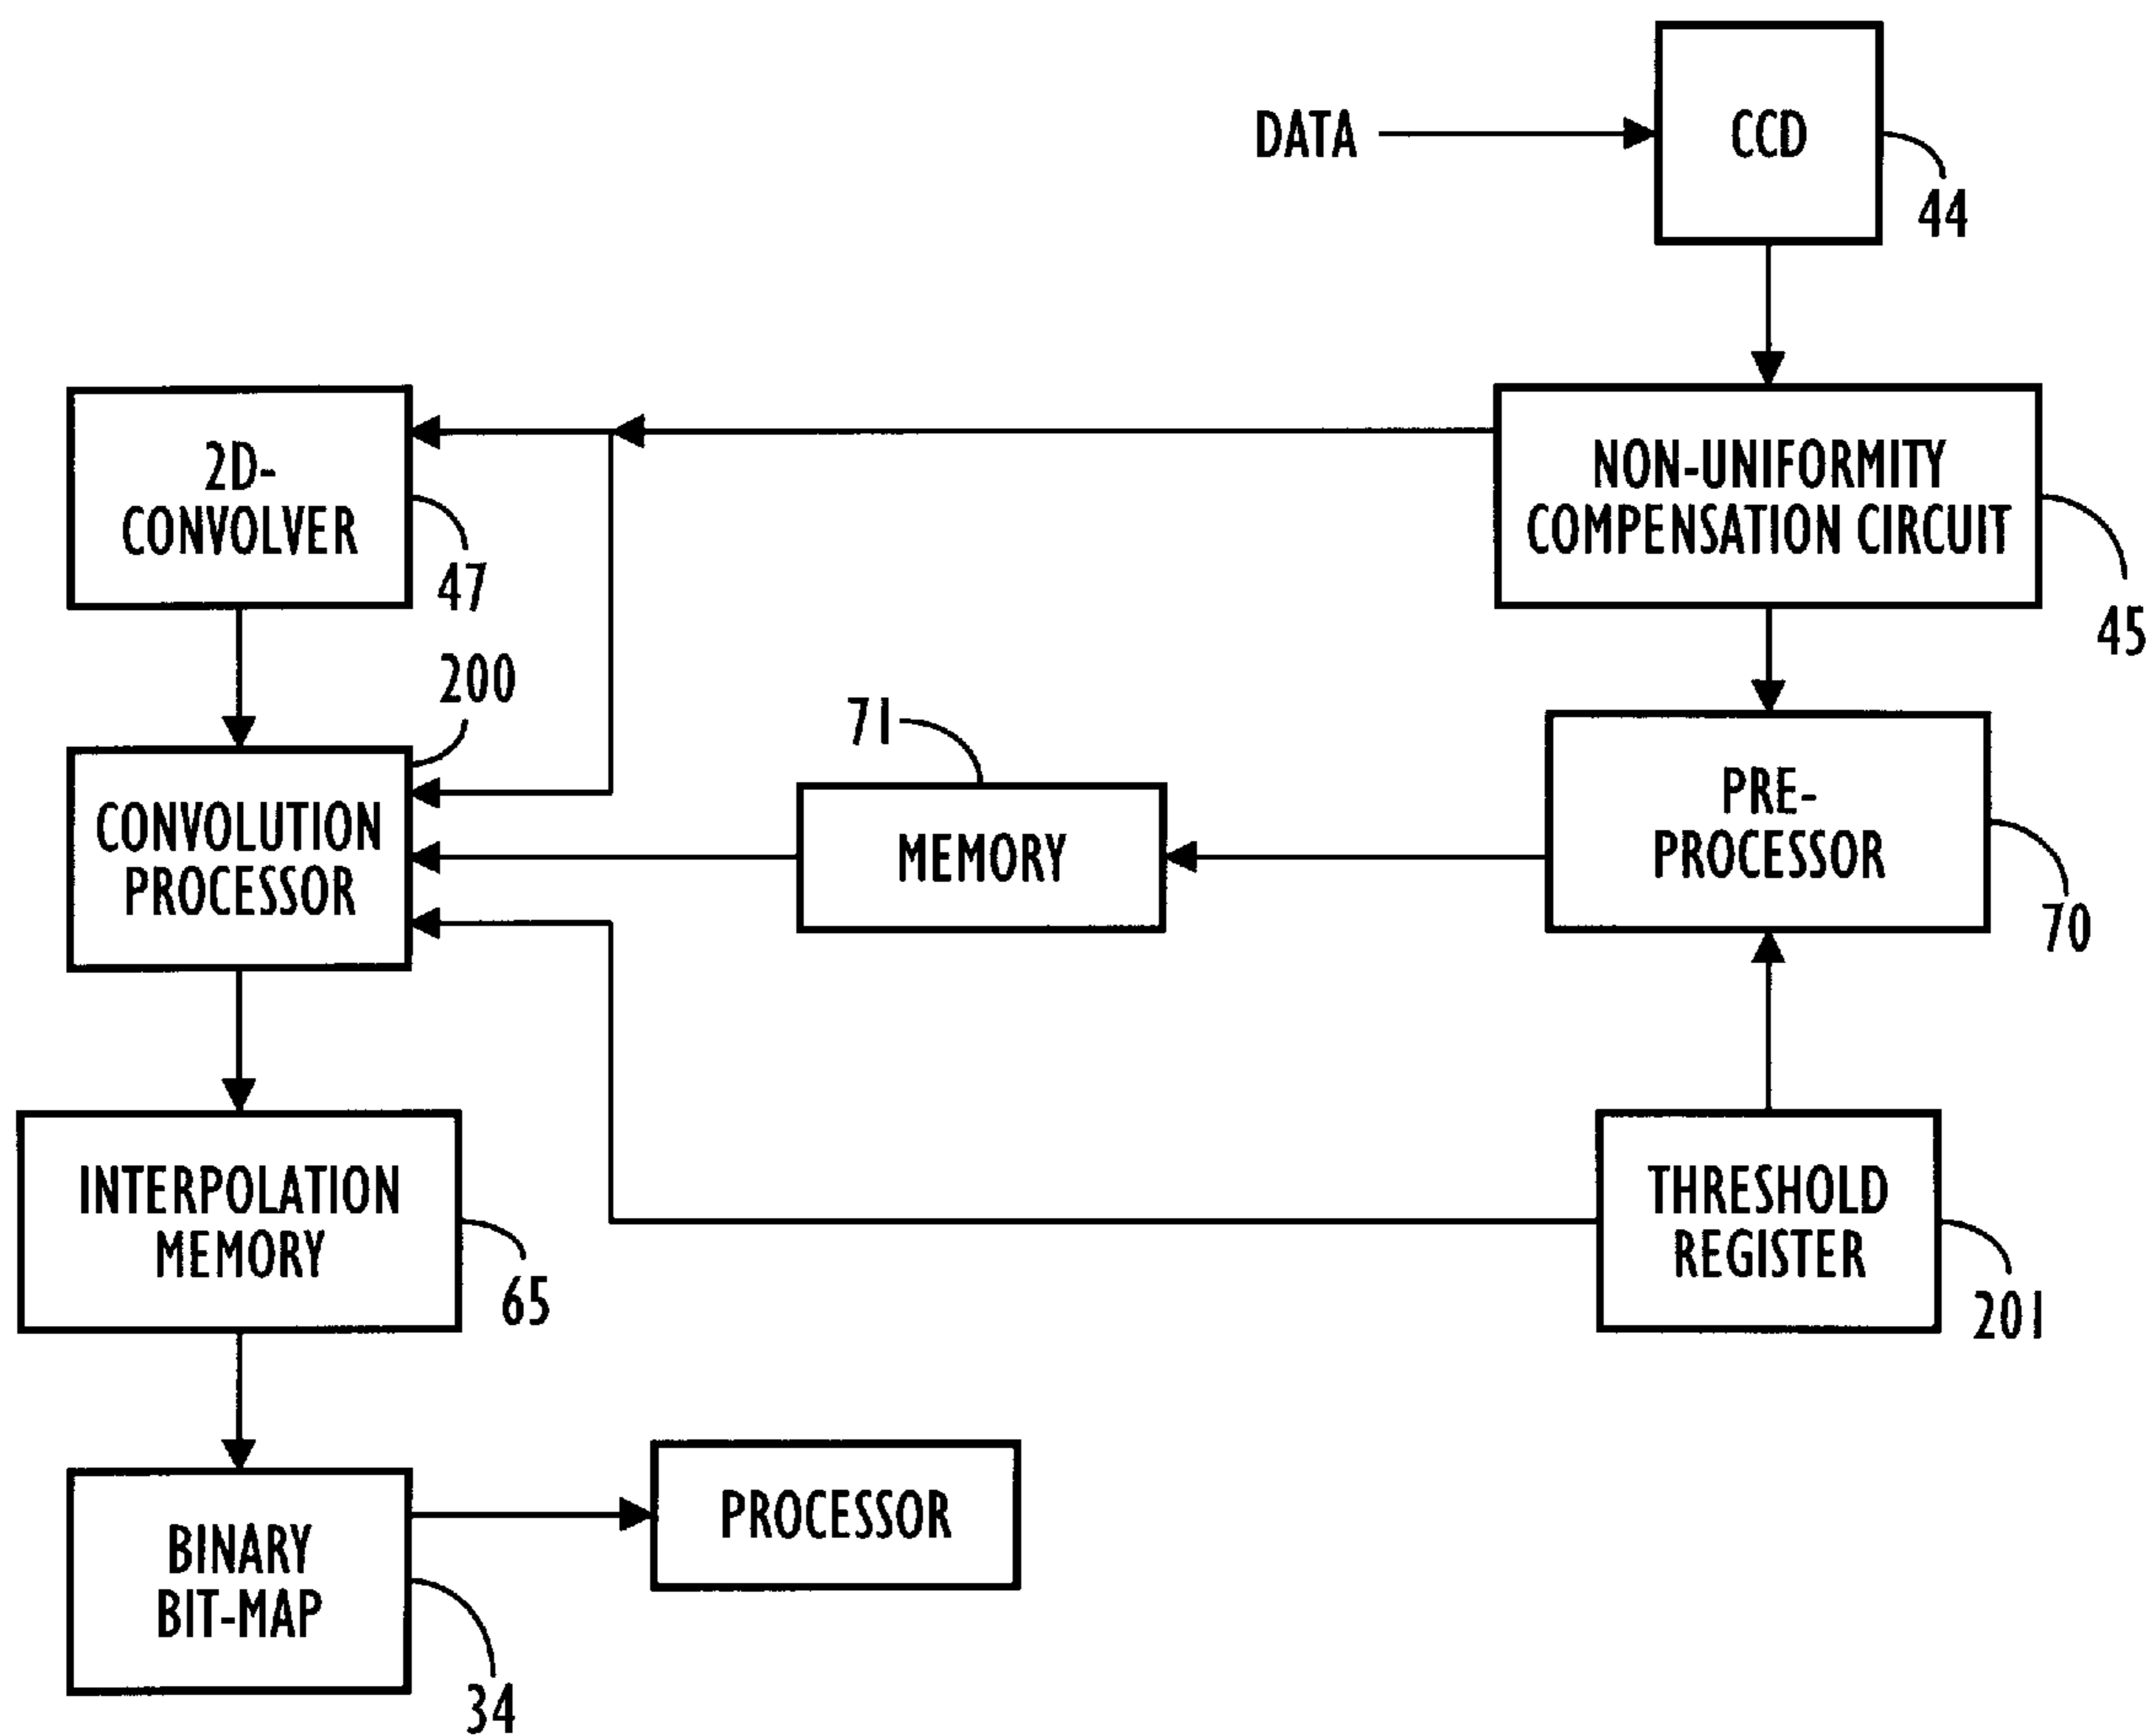 DATA
CCD
44
2D-
CONVOLVER
47
NON-UNIFORMITY
COMPENSATION CIRCUIT
45
200
CONVOLUTION
PROCESSOR
71
MEMORY
PRE-
PROCESSOR
70
INTERPOLATION
MEMORY
65
THRESHOLD
REGISTER
201
BINARY
BIT-MAP
34
PROCESSOR